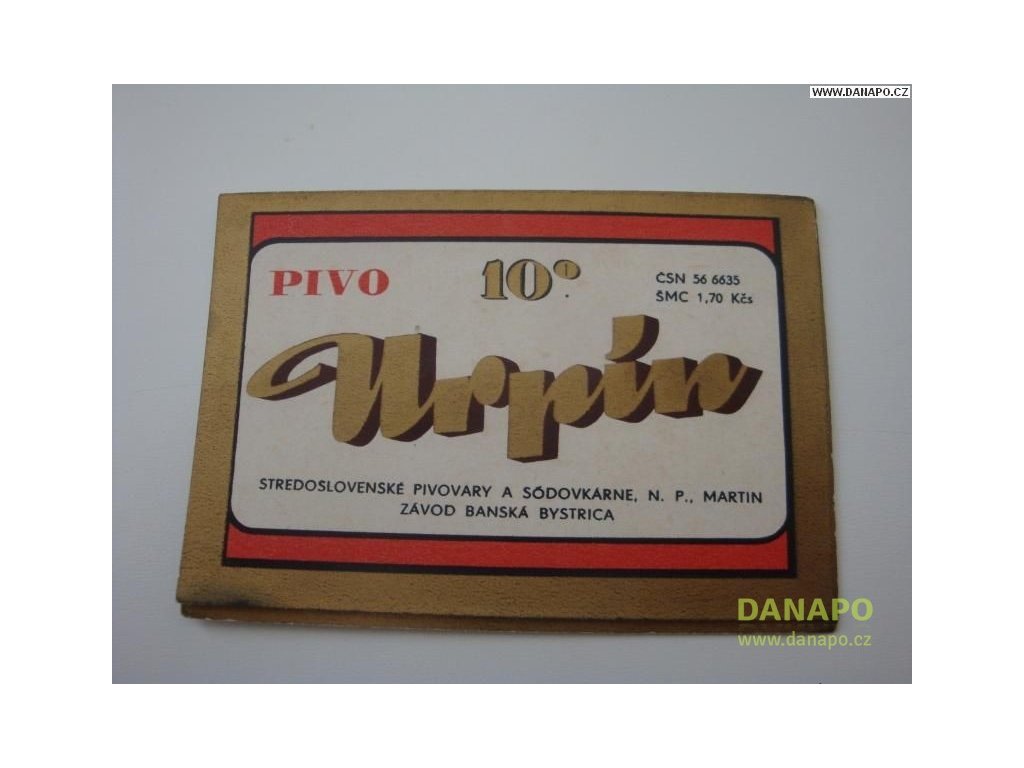 WWW.DANAPO.CZ
PIVO
10°
ČSN 56 6635
ŠMC 1,70 Kčs
Urpín
STREDOSLOVENSKÉ PIVOVARY A SÓDOVKARNE, N. P., MARTIN
ZÁVOD BANSKÁ BYSTRICA
DANAPO
www.danapo.cz